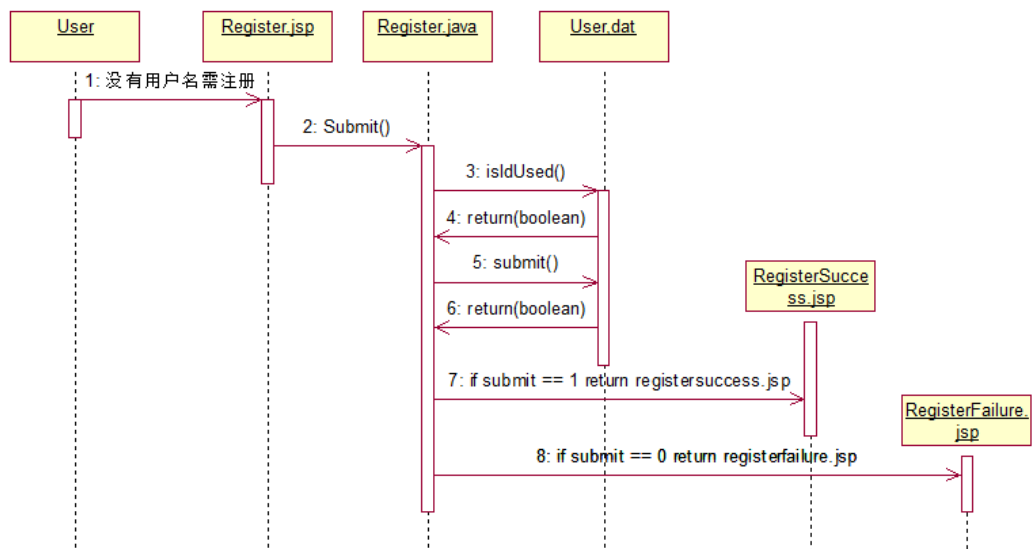 User
Register.jsp
Register.java
User.dat
1: 没有用户名需注册
2: Submit()
3: isIdUsed()
4: return(boolean)
5: submit()
RegisterSucce
ss.jsp
6: return(boolean)
7: if submit == 1 return registersuccess.jsp
RegisterFailure.
jsp
8: if submit == 0 return registerfailure.jsp